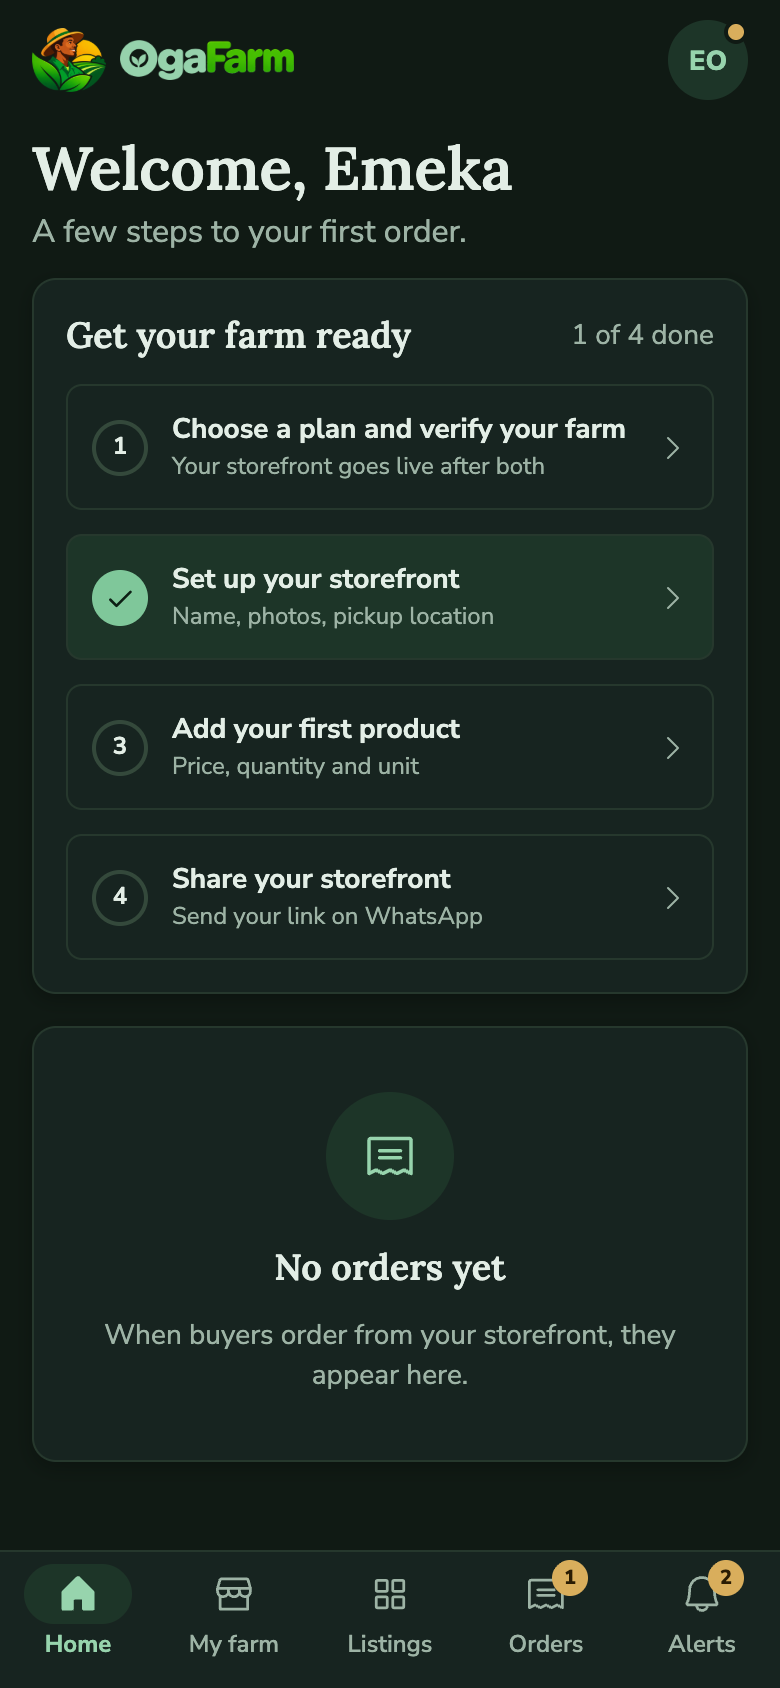 OgaFarm
EO
Welcome, Emeka
A few steps to your first order.
Get your farm ready
1 of 4 done
1
Choose a plan and verify your farm
Your storefront goes live after both
Set up your storefront
Name, photos, pickup location
3
Add your first product
Price, quantity and unit
4
Share your storefront
Send your link on WhatsApp
No orders yet
When buyers order from your storefront, they
appear here.
1
2
Home
My farm
Listings
Orders
Alerts